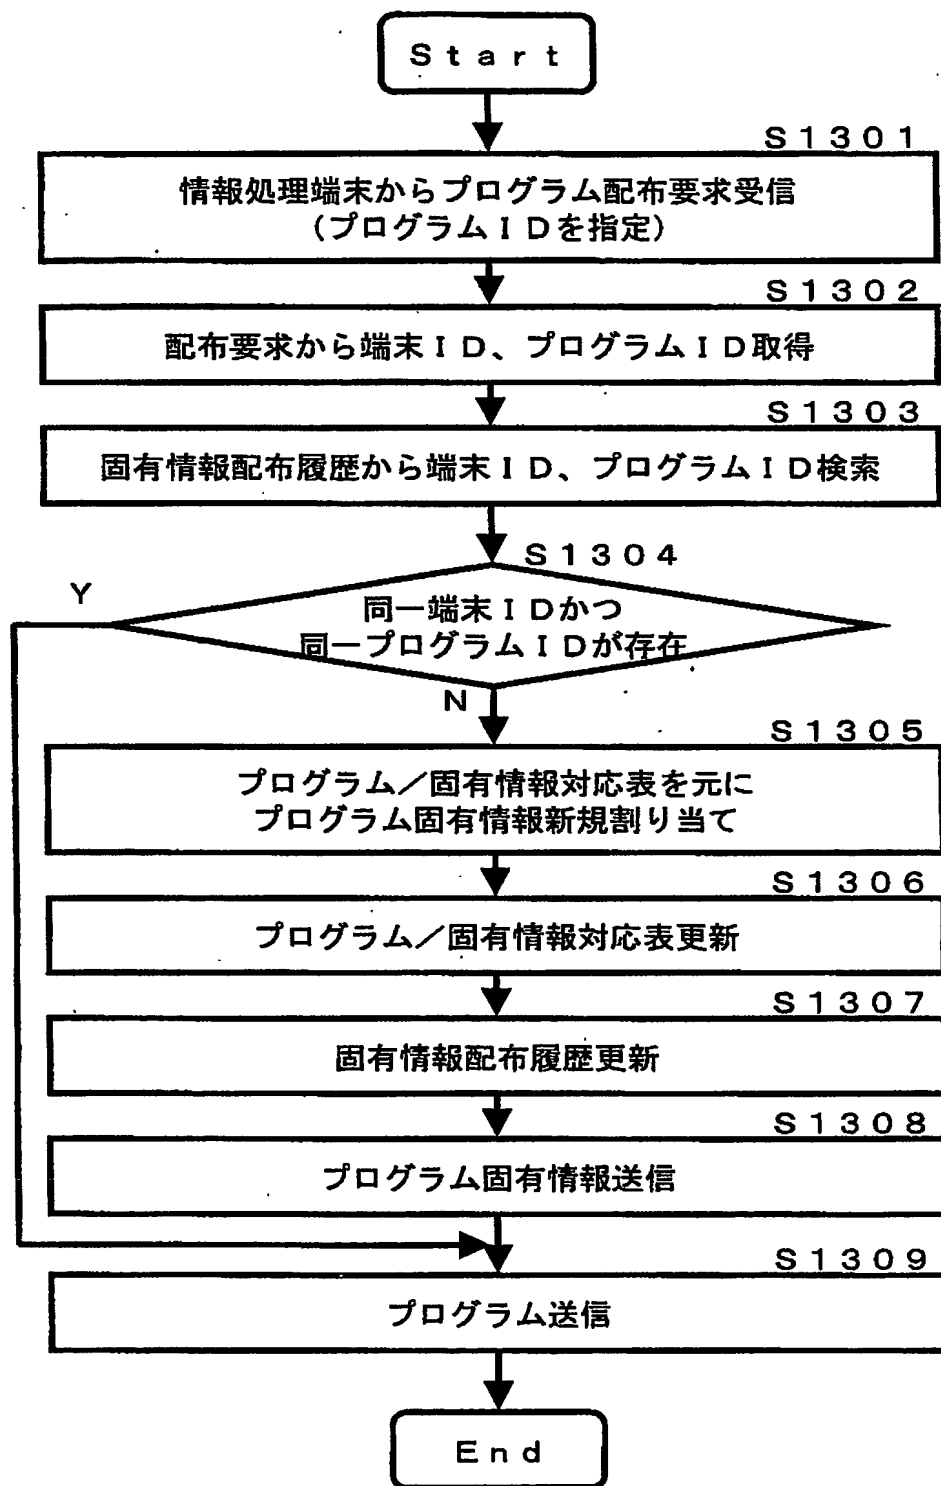 Start
S1301
情報処理端末からプログラム配布要求受信
(プログラムIDを指定)
S1302
配布要求から端末ID、プログラムID取得
S1303
固有情報配布履歴から端末ID、プログラムID検索
S1304
Y
同一端末IDかつ
同一プログラムIDが存在
N
S1305
プログラム/固有情報対応表を元に
プログラム固有情報新規割り当て
S1306
プログラム/固有情報対応表更新
S1307
固有情報配布履歴更新
S1308
プログラム固有情報送信
S1309
プログラム送信
End